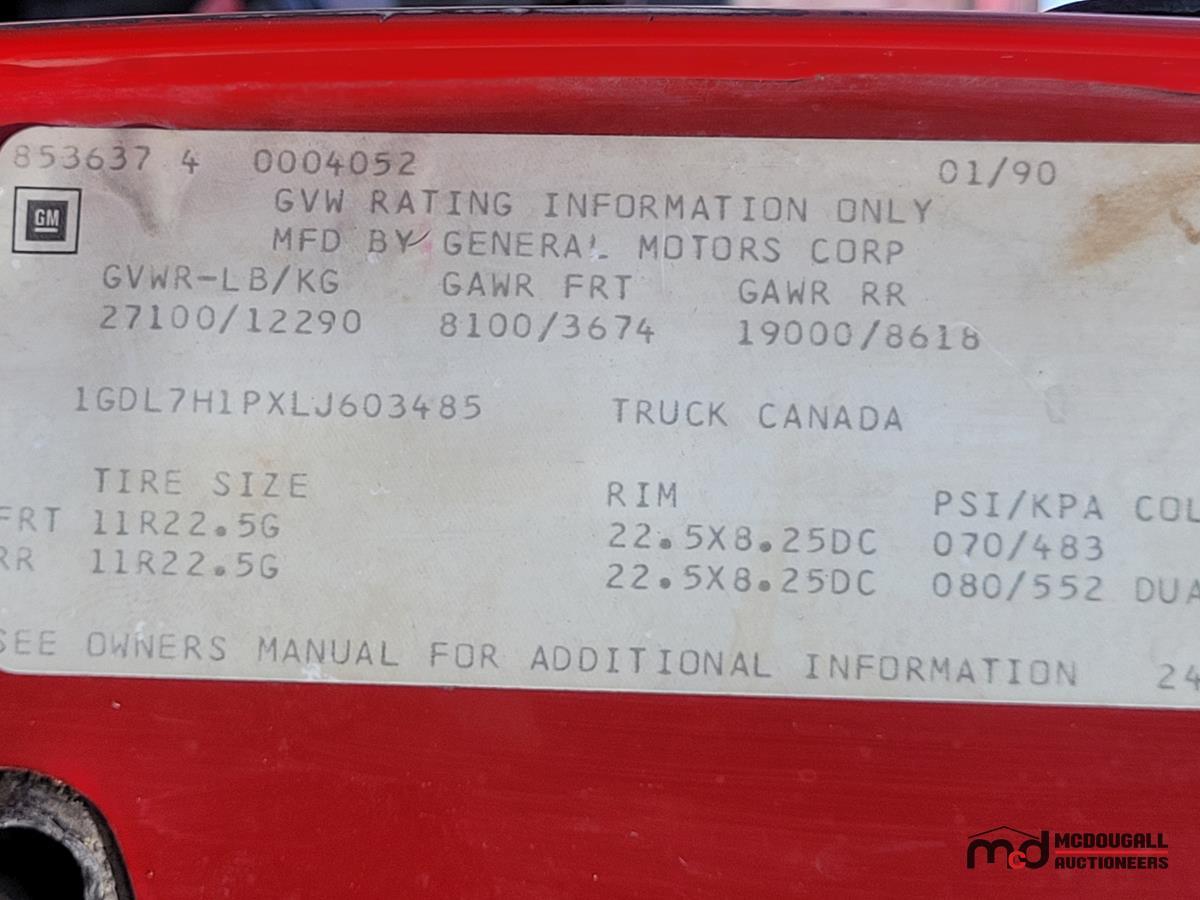 853637 4 0004052 01/90
GM
GVW RATING INFORMATION ONLY
MFD BY GENERAL MOTORS CORP
GVWR-LB/KG GAWR FRT GAWR RR
27100/12290 8100/3674 19000/8618
1GDL7H1PXLJ603485 TRUCK CANADA
TIRE SIZE RIM PSI/KPA COL
FRT 11R22.5G 22.5X8.25DC 070/483
RR 11R22.5G 22.5X8.25DC 080/552 DUA
SEE OWNERS MANUAL FOR ADDITIONAL INFORMATION 24
mcd MCDOUGALL
AUCTIONEERS